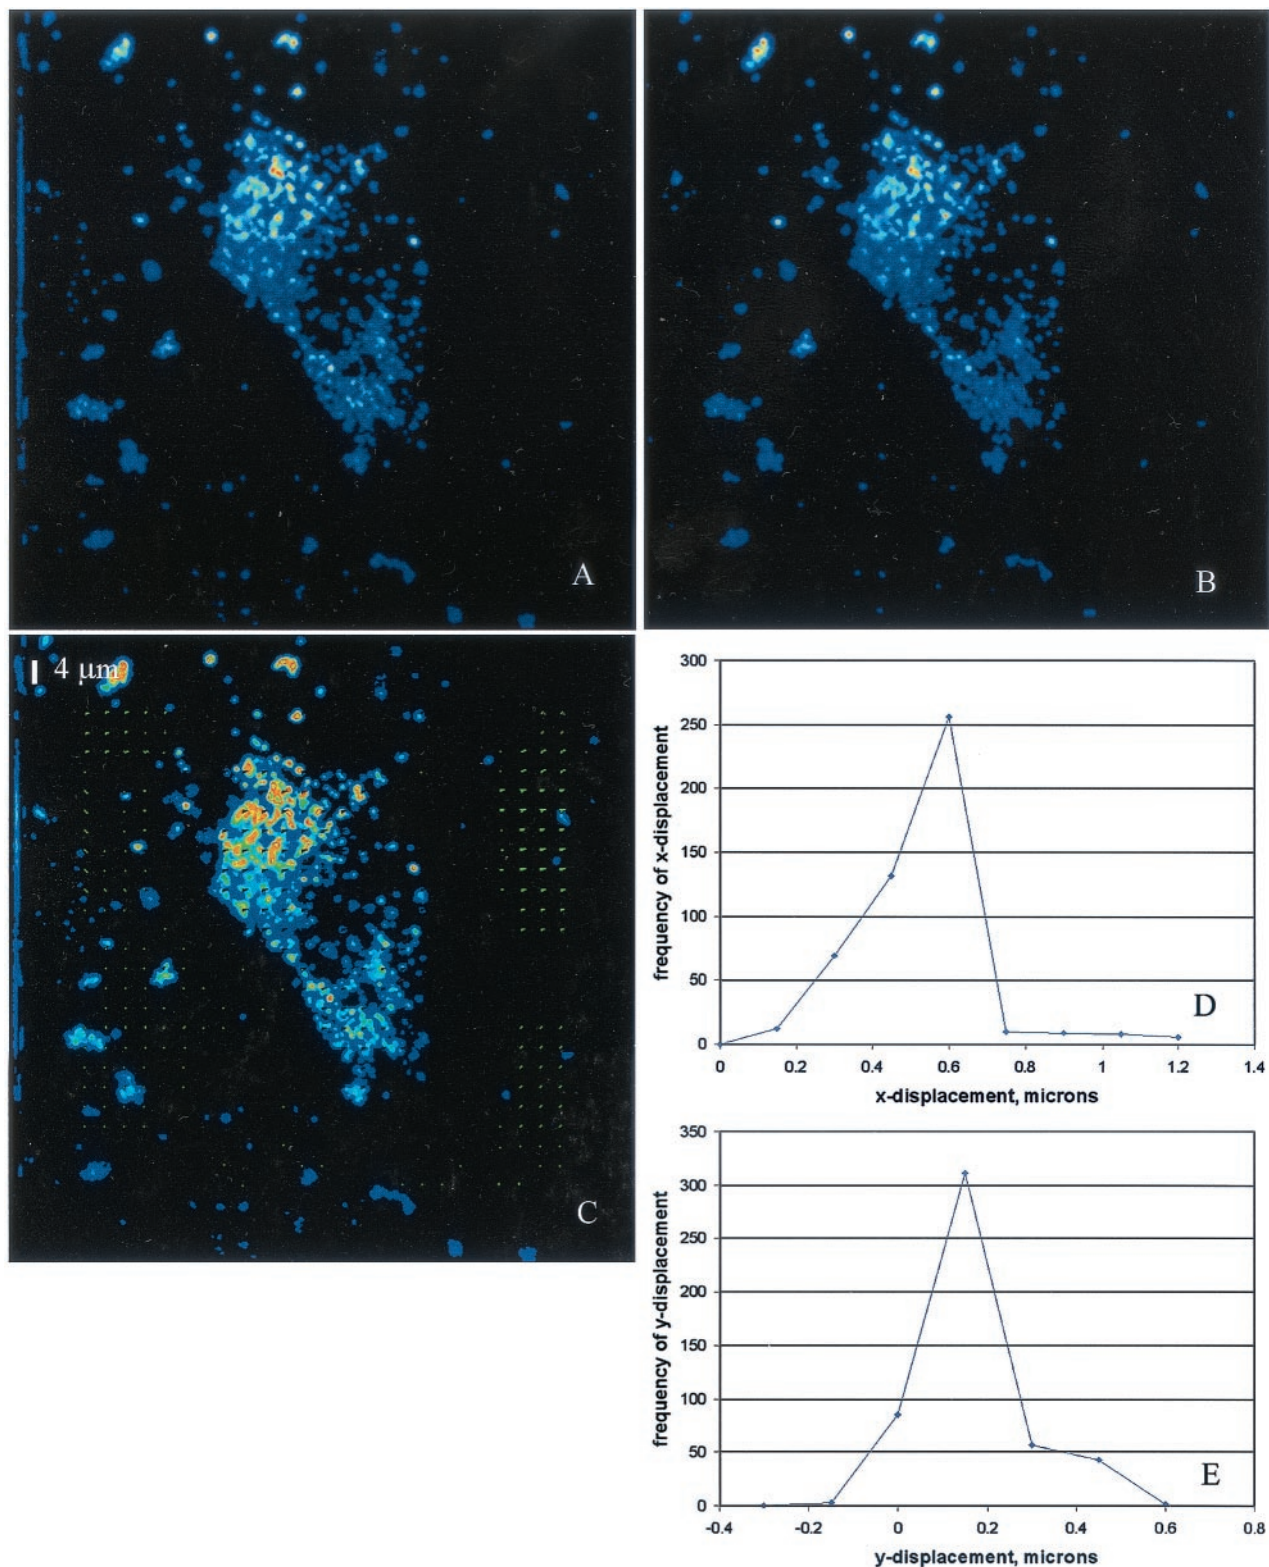 A
B
4 μm
C
300
250
200
150
100
50
0
frequency of x-displacement
D
0 0.2 0.4 0.6 0.8 1 1.2 1.4
x-displacement, microns
350
300
250
200
150
100
50
0
frequency of y-displacement
E
-0.4 -0.2 0 0.2 0.4 0.6 0.8
y-displacement, microns